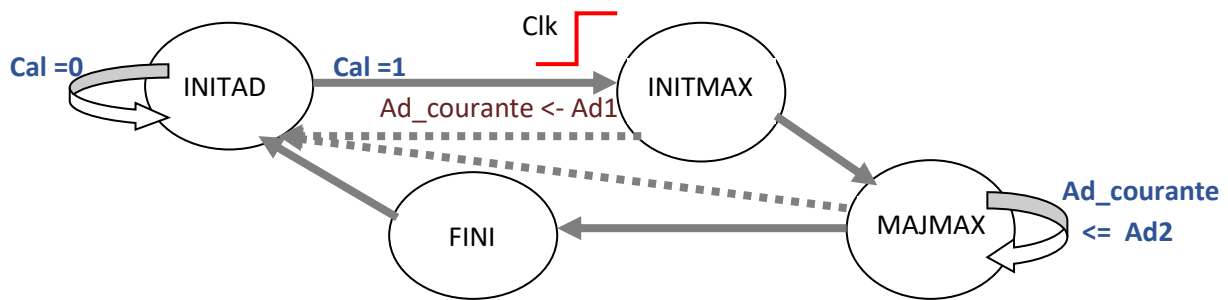 Clk
Cal =0
Cal =1
INITAD
INITMAX
Ad_courante <- Ad1
Ad_courante
<= Ad2
MAJMAX
FINI